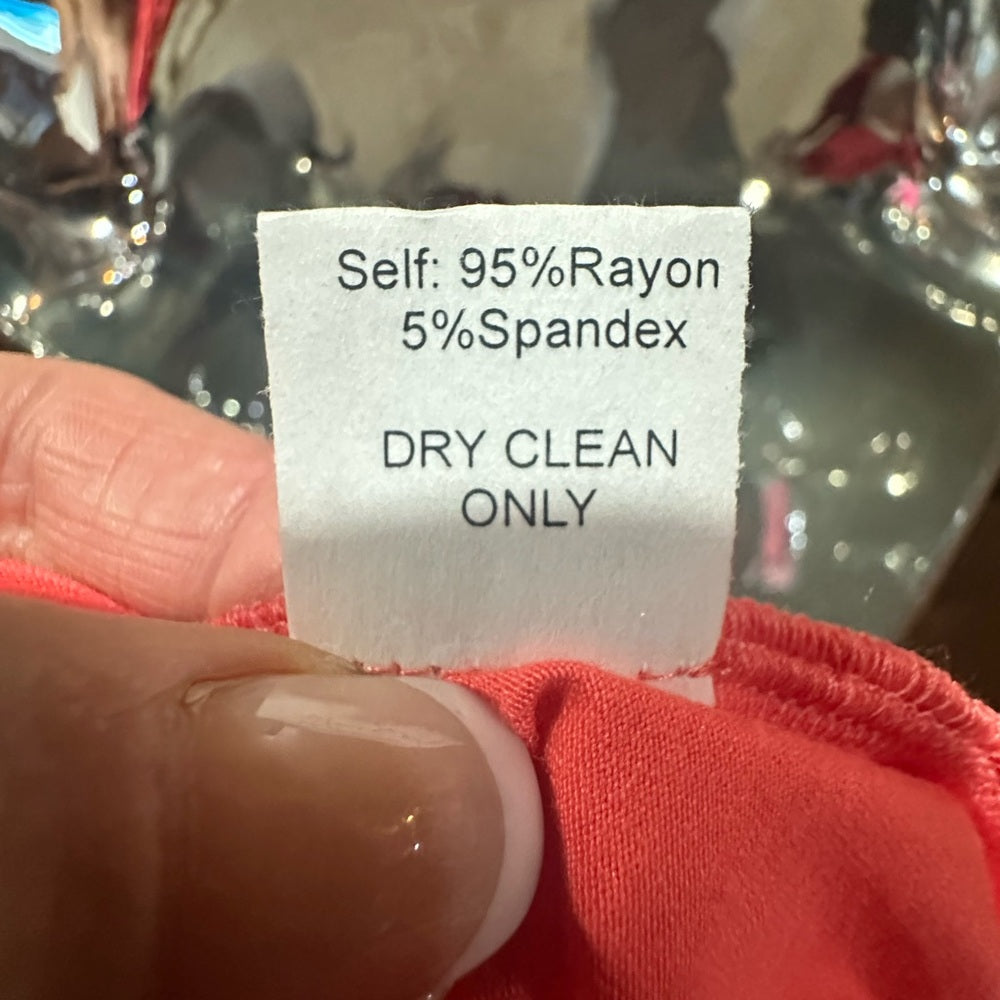 Self: 95%Rayon
5%Spandex
DRY CLEAN
ONLY